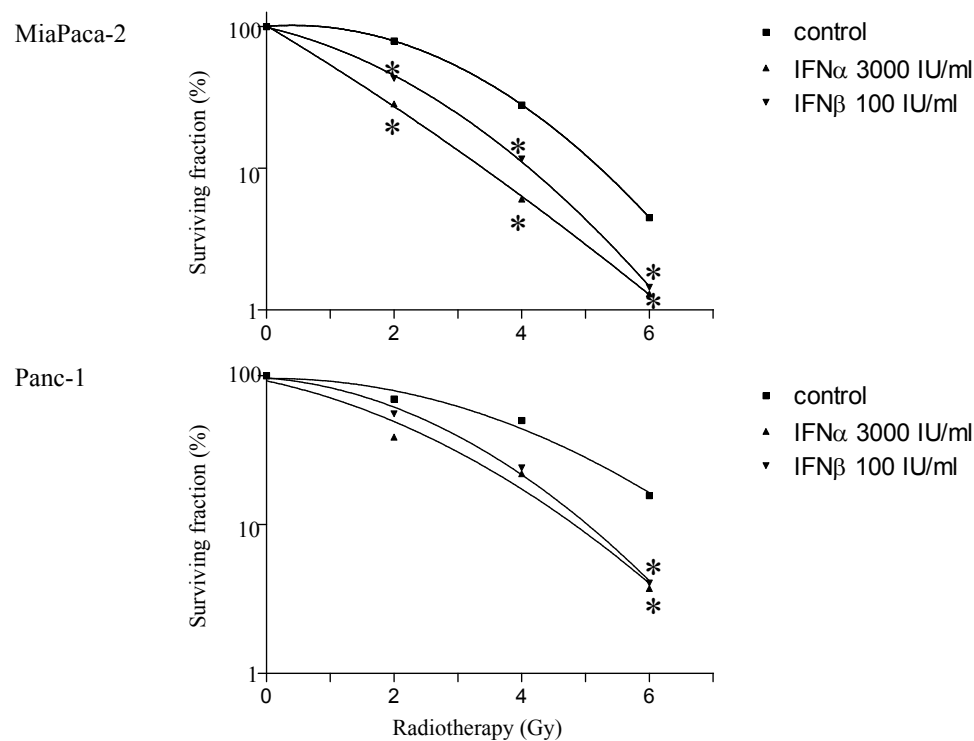 MiaPaca-2
Surviving fraction (%)
100
10
1
0 2 4 6
* * * * * *
control
IFNα 3000 IU/ml
IFNβ 100 IU/ml
Panc-1
Surviving fraction (%)
100
10
1
0 2 4 6
* *
Radiotherapy (Gy)
control
IFNα 3000 IU/ml
IFNβ 100 IU/ml